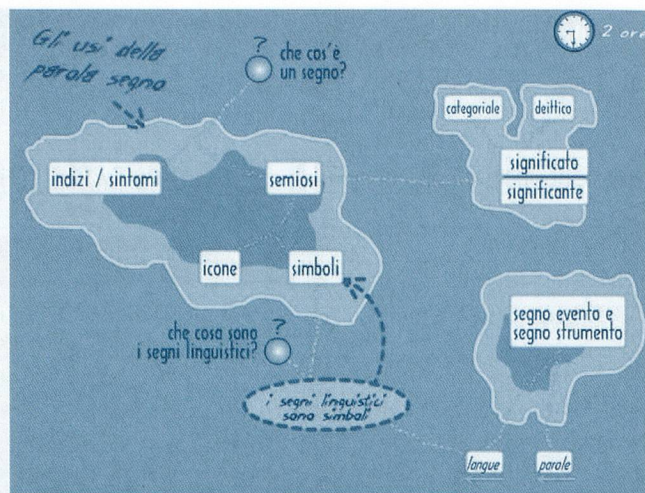 Gli usi della
parola segno
?
che cos'è
un segno?
2 ore
categoriale
deittico
indizi / sintomi
semiosi
significato
significante
icone
simboli
segno evento e
segno strumento
?
che cosa sono
i segni linguistici?
i segni linguistici
sono simboli
langue
parole